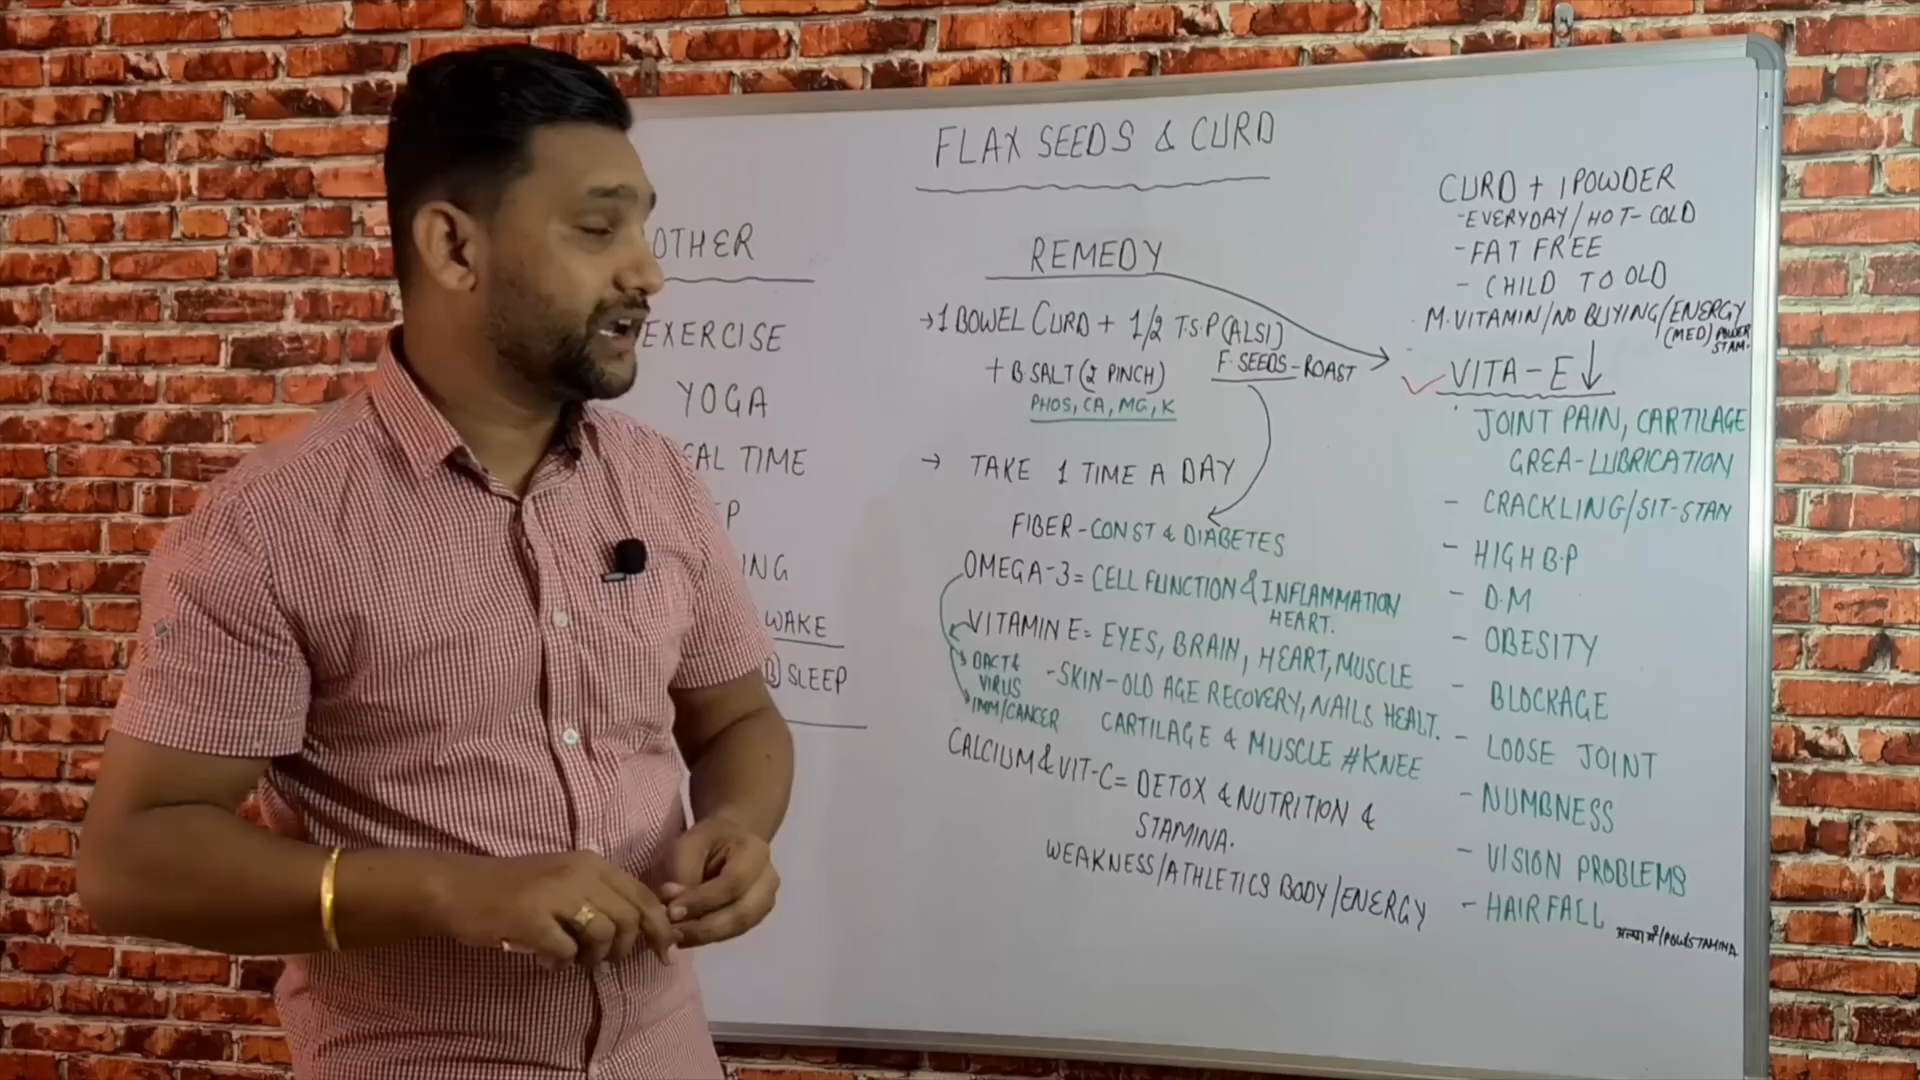 FLAX SEEDS & CURD
OTHER
EXERCISE
YOGA
EAL TIME
P
ING
WAKE
SLEEP
REMEDY
→1 BOWEL CURD + 1/2 T.S.P (ALSI)
F-SEEDS-ROAST
+ B.SALT (2 PINCH)
PHOS, CA, MG, K
→ TAKE 1 TIME A DAY
FIBER-CONST & DIABETES
OMEGA-3= CELL FUNCTION & INFLAMMATION
HEART.
VITAMIN E= EYES, BRAIN, HEART, MUSCLE
-SKIN-OLD AGE RECOVERY, NAILS HEALT.
BACT &
VIRUS
IMM/CANCER
CARTILAGE & MUSCLE #KNEE
CALCIUM & VIT-C= DETOX & NUTRITION &
STAMINA.
WEAKNESS/ATHLETICS BODY/ENERGY
CURD + 1 POWDER
-EVERYDAY/HOT-COLD
-FAT FREE
- CHILD TO OLD
M.VITAMIN/NO BUYING/ENERGY
(MED) POWER
STAM.
VITA-E↓
JOINT PAIN, CARTILAGE
GREA-LUBRICATION
- CRACKLING/SIT-STAN
- HIGH B.P
- D.M
- OBESITY
- BLOCKAGE
- LOOSE JOINT
- NUMBNESS
- VISION PROBLEMS
- HAIR FALL